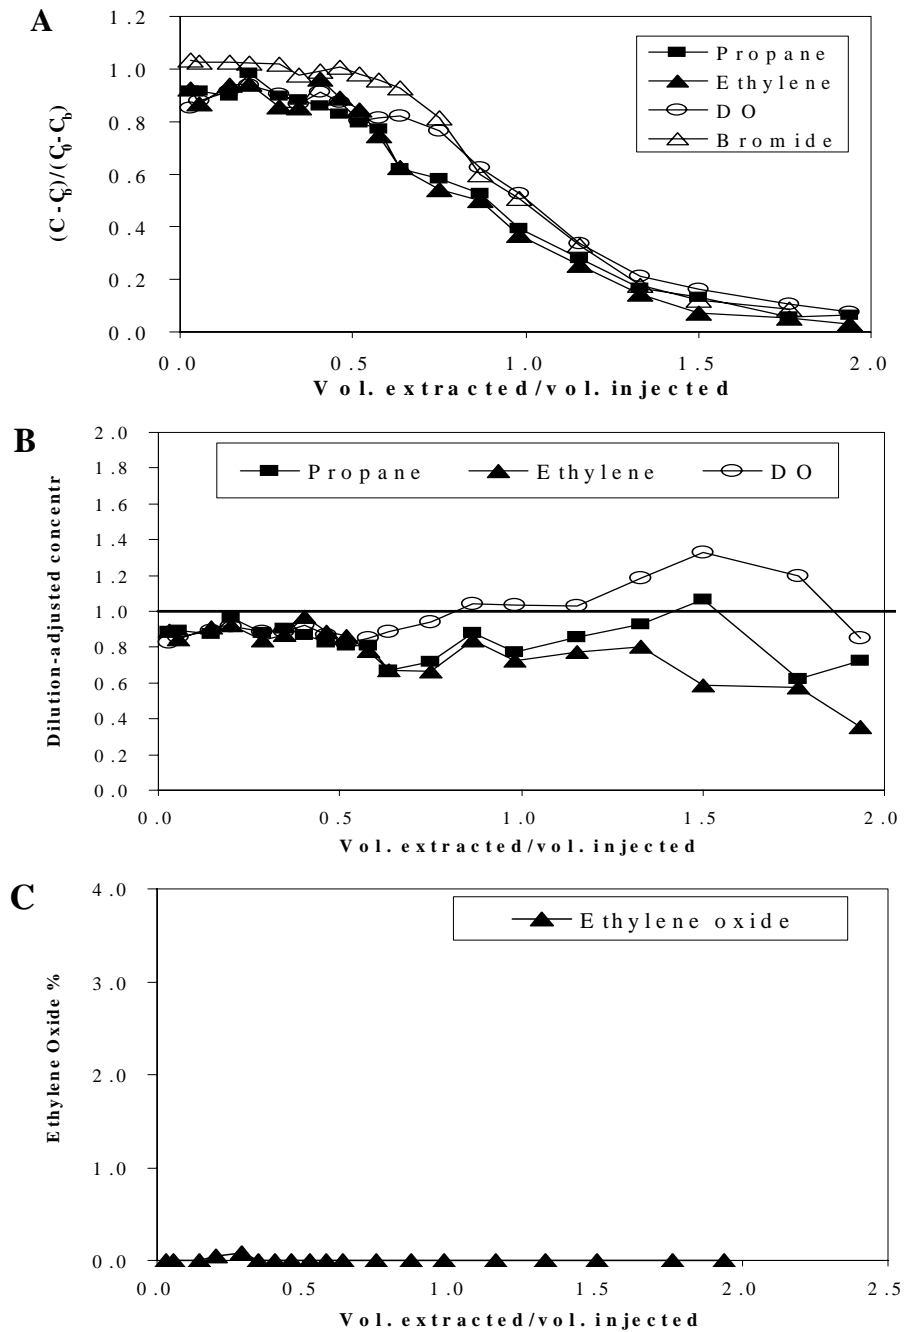 A
1.2
1.0
0.8
0.6
0.4
0.2
0.0
(C-Cb)/(C0-Cb)
Propane
Ethylene
DO
Bromide
0.0 0.5 1.0 1.5 2.0
Vol. extracted/vol. injected
B
2.0
1.8
1.6
1.4
1.2
1.0
0.8
0.6
0.4
0.2
0.0
Dilution-adjusted concentr
Propane Ethylene DO
0.0 0.5 1.0 1.5 2.0
Vol. extracted/vol. injected
C
4.0
3.0
2.0
1.0
0.0
Ethylene Oxide %
Ethylene oxide
0.0 0.5 1.0 1.5 2.0 2.5
Vol. extracted/vol. injected